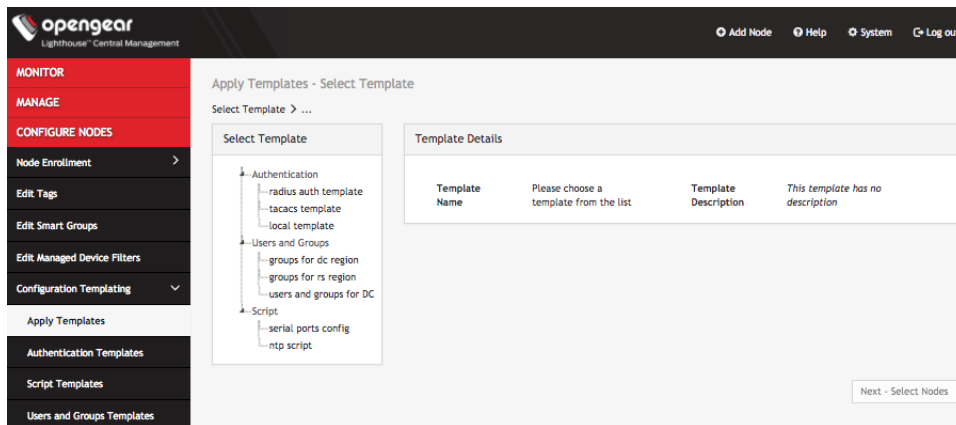 opengear
Lighthouse™ Central Management
Add Node
Help
System
Log ou
MONITOR
MANAGE
CONFIGURE NODES
Node Enrollment
Edit Tags
Edit Smart Groups
Edit Managed Device Filters
Configuration Templating
Apply Templates
Authentication Templates
Script Templates
Users and Groups Templates
Apply Templates - Select Template
Select Template > ...
Select Template
Authentication
radius auth template
tacacs template
local template
Users and Groups
groups for dc region
groups for rs region
users and groups for DC
Script
serial ports config
ntp script
Template Details
Template
Name
Please choose a
template from the list
Template
Description
This template has no
description
Next - Select Nodes